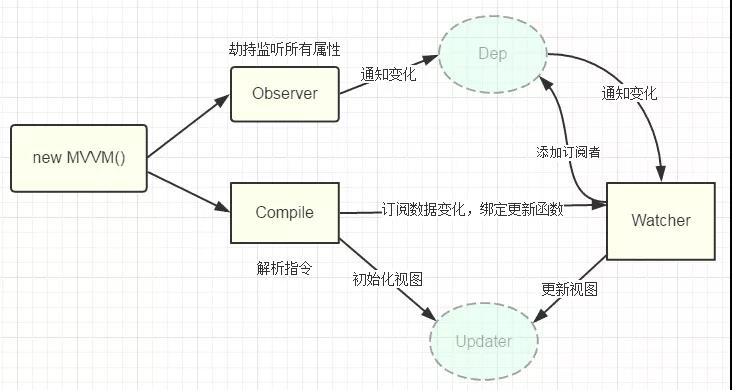 劫持监听所有属性
Dep
Observer
通知变化
通知变化
new MVVM()
添加订阅者
Compile
订阅数据变化，绑定更新函数
Watcher
解析指令
初始化视图
更新视图
Updater